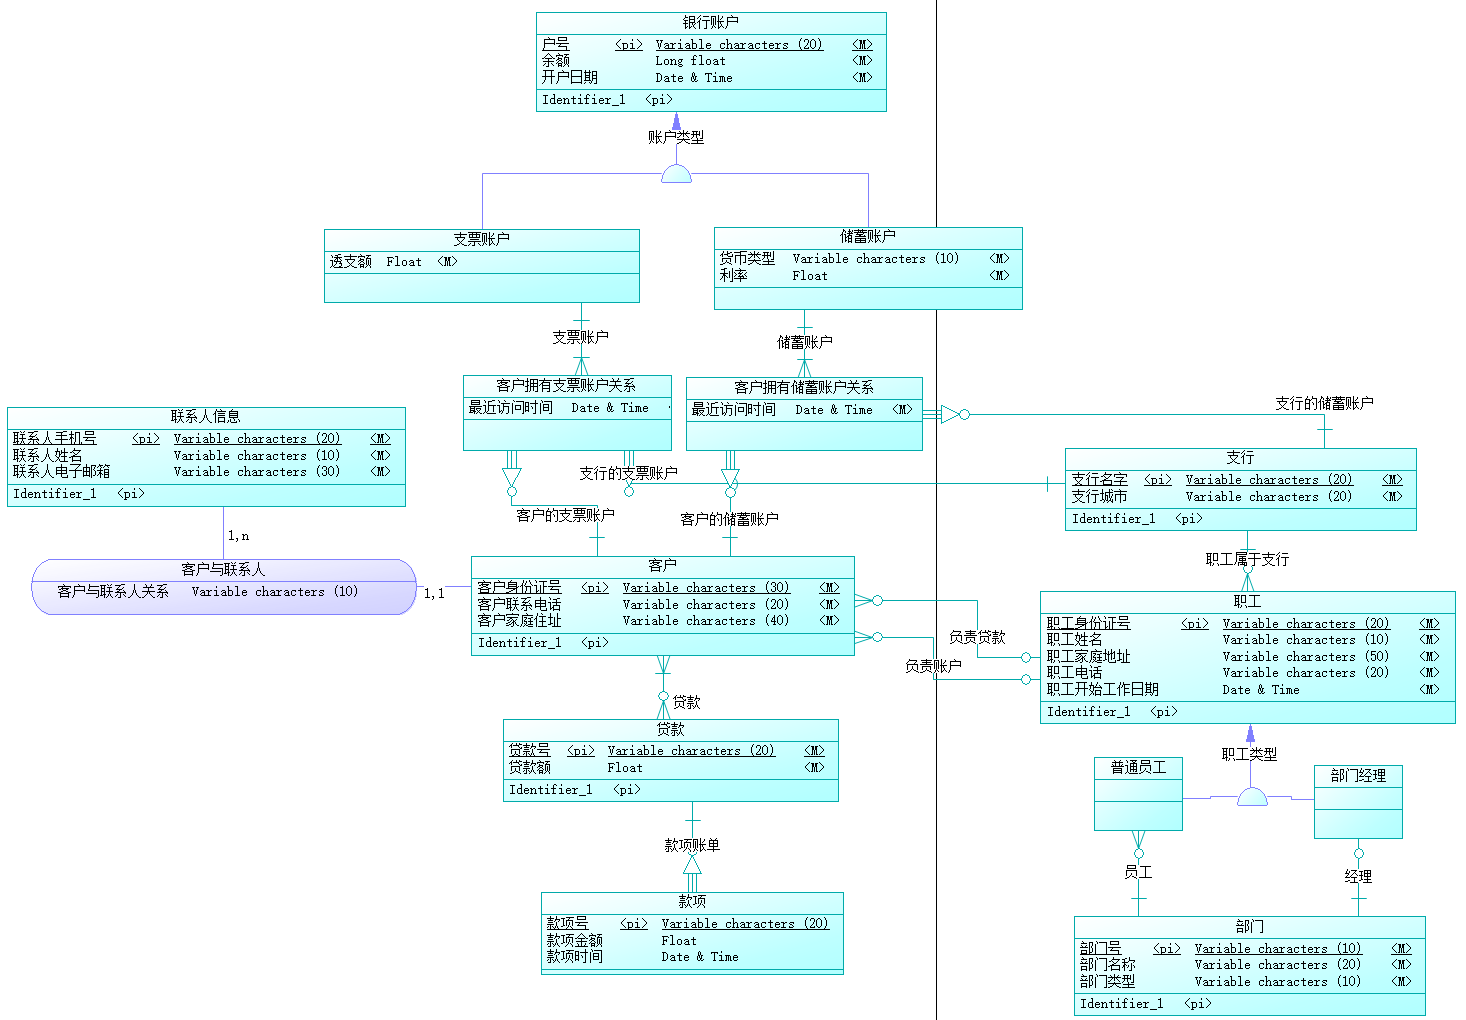 银行账户
户号 <pi> Variable characters (20) <M>
余额 Long float <M>
开户日期 Date & Time <M>
Identifier_1 <pi>
账户类型
支票账户
透支额 Float <M>
储蓄账户
货币类型 Variable characters (10) <M>
利率 Float <M>
支票账户
储蓄账户
客户拥有支票账户关系
最近访问时间 Date & Time
客户拥有储蓄账户关系
最近访问时间 Date & Time <M>
支行的储蓄账户
联系人信息
联系人手机号 <pi> Variable characters (20) <M>
联系人姓名 Variable characters (10) <M>
联系人电子邮箱 Variable characters (30) <M>
Identifier_1 <pi>
支行的支票账户
支行
支行名字 <pi> Variable characters (20) <M>
支行城市 Variable characters (20) <M>
Identifier_1 <pi>
客户的支票账户
客户的储蓄账户
1,n
客户与联系人
客户与联系人关系 Variable characters (10)
1,1
客户
客户身份证号 <pi> Variable characters (30) <M>
客户联系电话 Variable characters (20) <M>
客户家庭住址 Variable characters (40) <M>
Identifier_1 <pi>
职工属于支行
职工
职工身份证号 <pi> Variable characters (20) <M>
职工姓名 Variable characters (10) <M>
职工家庭地址 Variable characters (50) <M>
职工电话 Variable characters (20) <M>
职工开始工作日期 Date & Time <M>
Identifier_1 <pi>
负责贷款
负责账户
贷款
贷款
贷款号 <pi> Variable characters (20) <M>
贷款额 Float <M>
Identifier_1 <pi>
职工类型
普通员工
部门经理
款项账单
员工
经理
款项
款项号 <pi> Variable characters (20)
款项金额 Float
款项时间 Date & Time
部门
部门号 <pi> Variable characters (10) <M>
部门名称 Variable characters (20) <M>
部门类型 Variable characters (10) <M>
Identifier_1 <pi>